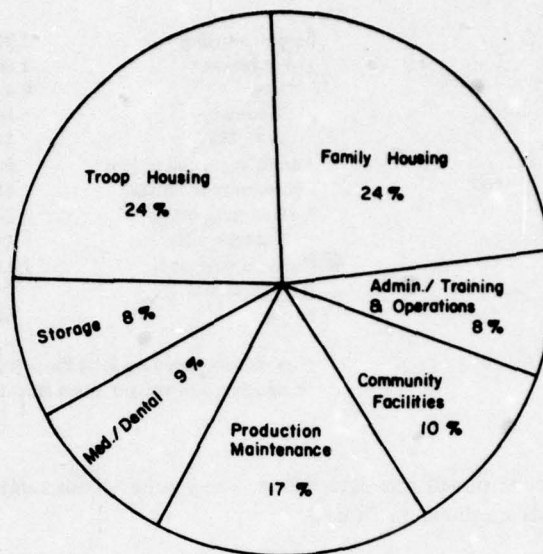 Troop Housing
24 %
Family Housing
24 %
Admin./ Training
& Operations
8 %
Storage 8 %
Med./ Dental 9 %
Community
Facilities
10 %
Production
Maintenance
17 %